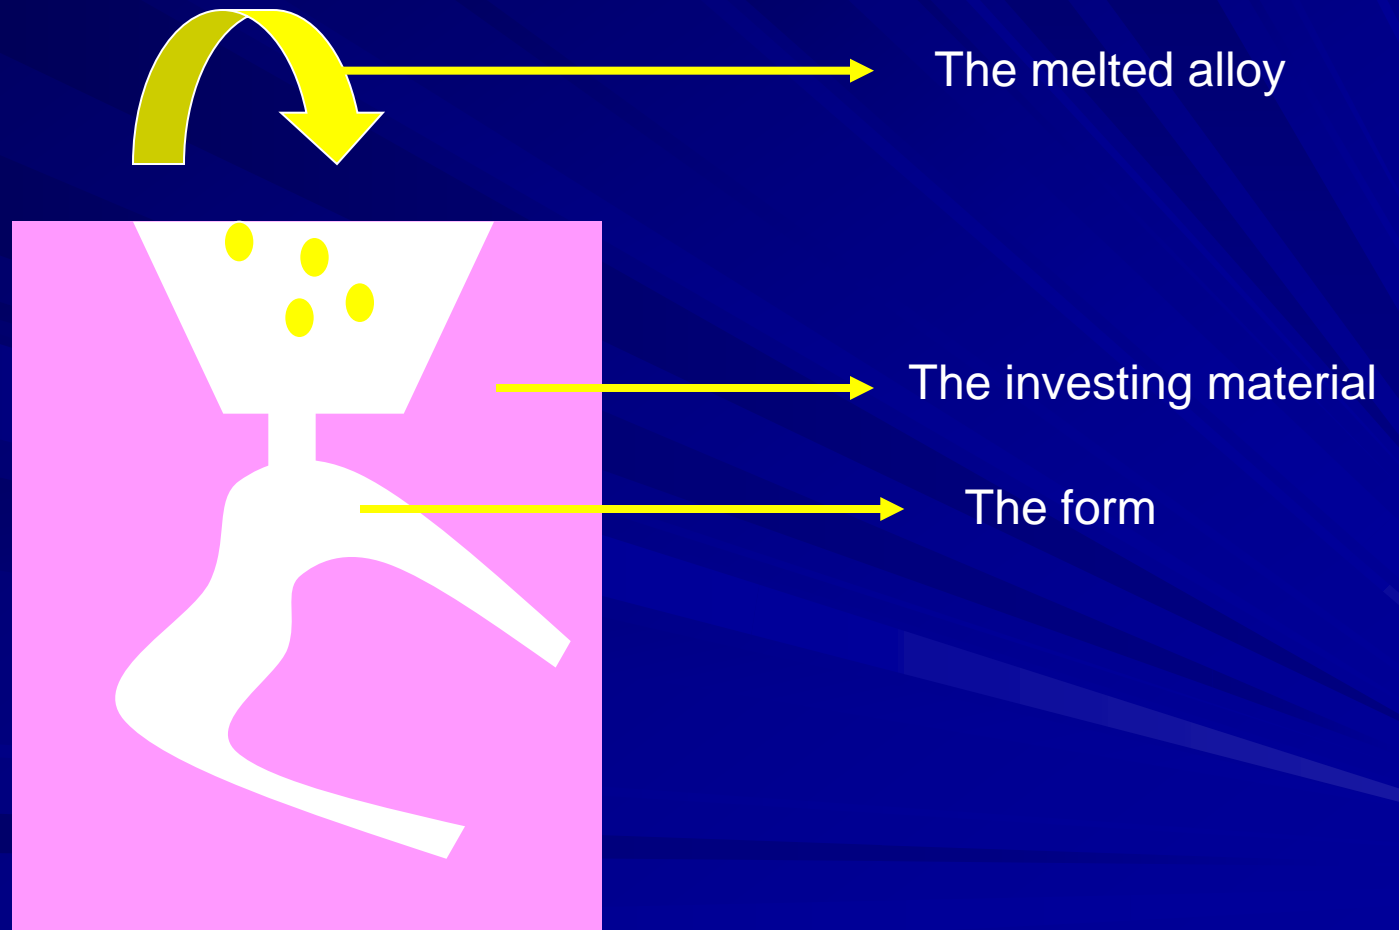 The melted alloy
The investing material
The form